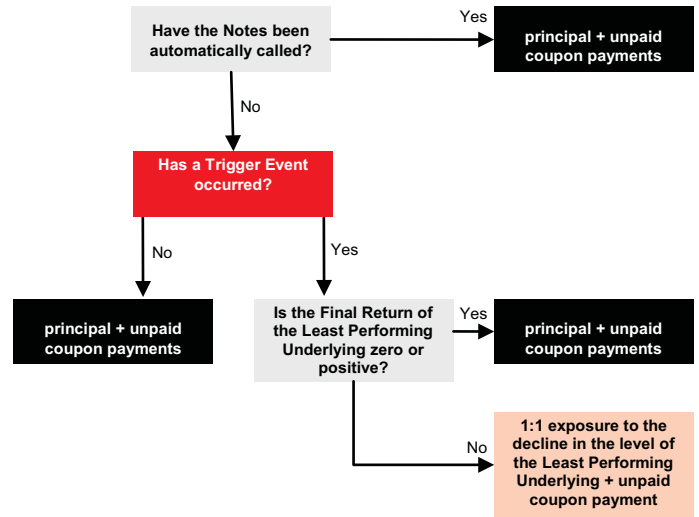 Have the Notes been
automatically called?
Yes
principal + unpaid
coupon payments
No
Has a Trigger Event
occurred?
No
Yes
principal + unpaid
coupon payments
Is the Final Return of
the Least Performing
Underlying zero or
positive?
Yes
principal + unpaid
coupon payments
No
1:1 exposure to the
decline in the level of
the Least Performing
Underlying + unpaid
coupon payment